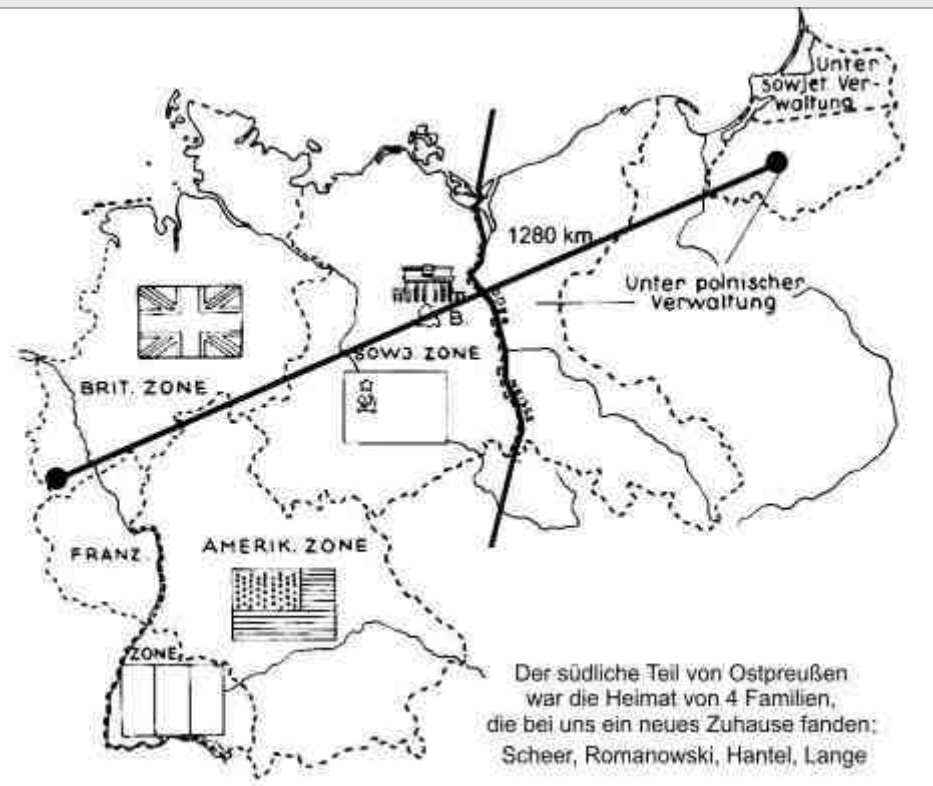 Unter
Sowjet. Ver-
waltung
1280 km
Unter polnischer
Verwaltung
B.
SOWJ. ZONE
ODER
NEISSE
BRIT. ZONE
FRANZ.
AMERIK. ZONE
ZONE
Der südliche Teil von Ostpreußen
war die Heimat von 4 Familien,
die bei uns ein neues Zuhause fanden:
Scheer, Romanowski, Hantel, Lange